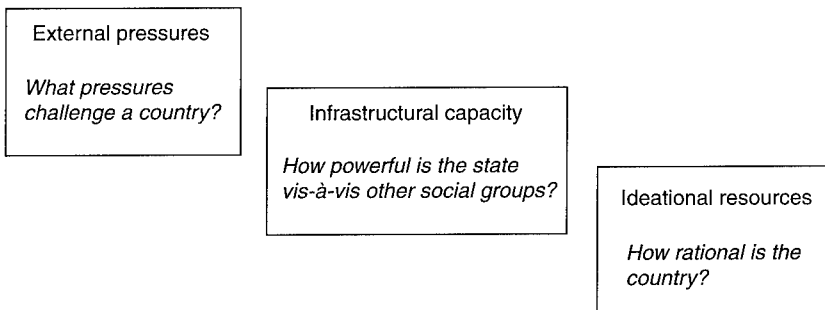 External pressures
What pressures
challenge a country?
Infrastructural capacity
How powerful is the state
vis-à-vis other social groups?
Ideational resources
How rational is the
country?